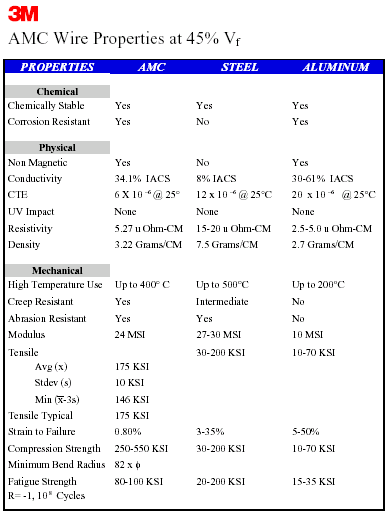 3M
AMC Wire Properties at 45% Vf
PROPERTIES AMC STEEL ALUMINUM
Chemical
Chemically Stable Yes Yes Yes
Corrosion Resistant Yes No Yes
Physical
Non Magnetic Yes No Yes
Conductivity 34.1% IACS 8% IACS 30-61% IACS
CTE 6 X 10 -6 @ 25° 12 x 10 -6 @ 25°C 20 x 10 -6 @ 25°C
UV Impact None None None
Resistivity 5.27 u Ohm-CM 15-20 u Ohm-CM 2.5-5.0 u Ohm-CM
Density 3.22 Grams/CM 7.5 Grams/CM 2.7 Grams/CM
Mechanical
High Temperature Use Up to 400° C Up to 500°C Up to 200°C
Creep Resistant Yes Intermediate No
Abrasion Resistant Yes Yes No
Modulus 24 MSI 27-30 MSI 10 MSI
Tensile 30-200 KSI 10-70 KSI
Avg (x) 175 KSI
Stdev (s) 10 KSI
Min (x̅-3s) 146 KSI
Tensile Typical 175 KSI
Strain to Failure 0.80% 3-35% 5-50%
Compression Strength 250-550 KSI 30-200 KSI 10-70 KSI
Minimum Bend Radius 82 x ϕ
Fatigue Strength 80-100 KSI 20-200 KSI 15-35 KSI
R= -1, 10⁸ Cycles